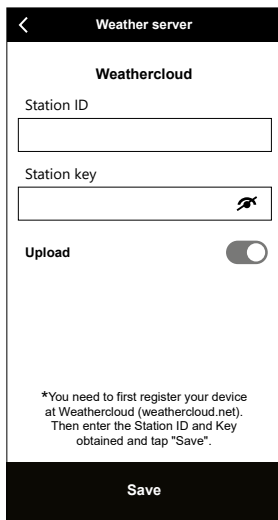 Weather server
Weathercloud
Station ID
Station key
Upload
*You need to first register your device
at Weathercloud (weathercloud.net).
Then enter the Station ID and Key
obtained and tap "Save".
Save